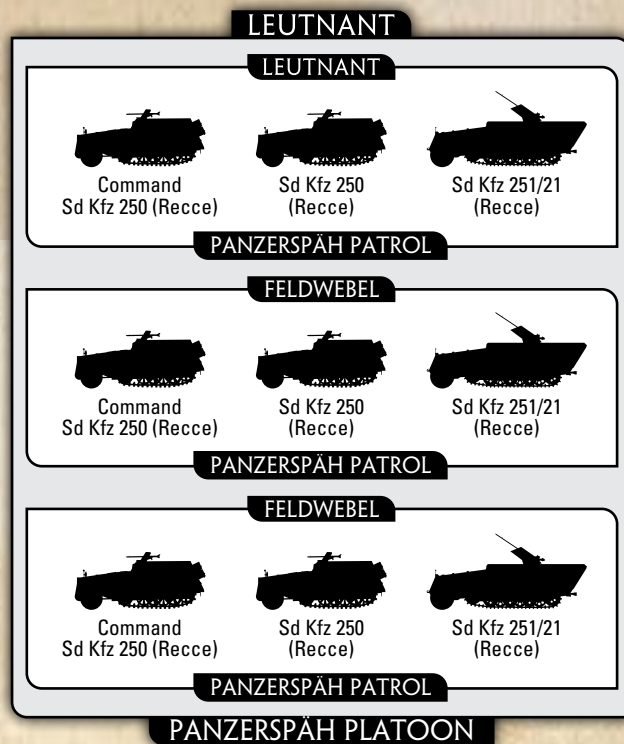 LEUTNANT
LEUTNANT
Command
Sd Kfz 250 (Recce)
Sd Kfz 250
(Recce)
Sd Kfz 251/21
(Recce)
PANZERSPÄH PATROL
FELDWEBEL
Command
Sd Kfz 250 (Recce)
Sd Kfz 250
(Recce)
Sd Kfz 251/21
(Recce)
PANZERSPÄH PATROL
FELDWEBEL
Command
Sd Kfz 250 (Recce)
Sd Kfz 250
(Recce)
Sd Kfz 251/21
(Recce)
PANZERSPÄH PATROL
PANZERSPÄH PLATOON